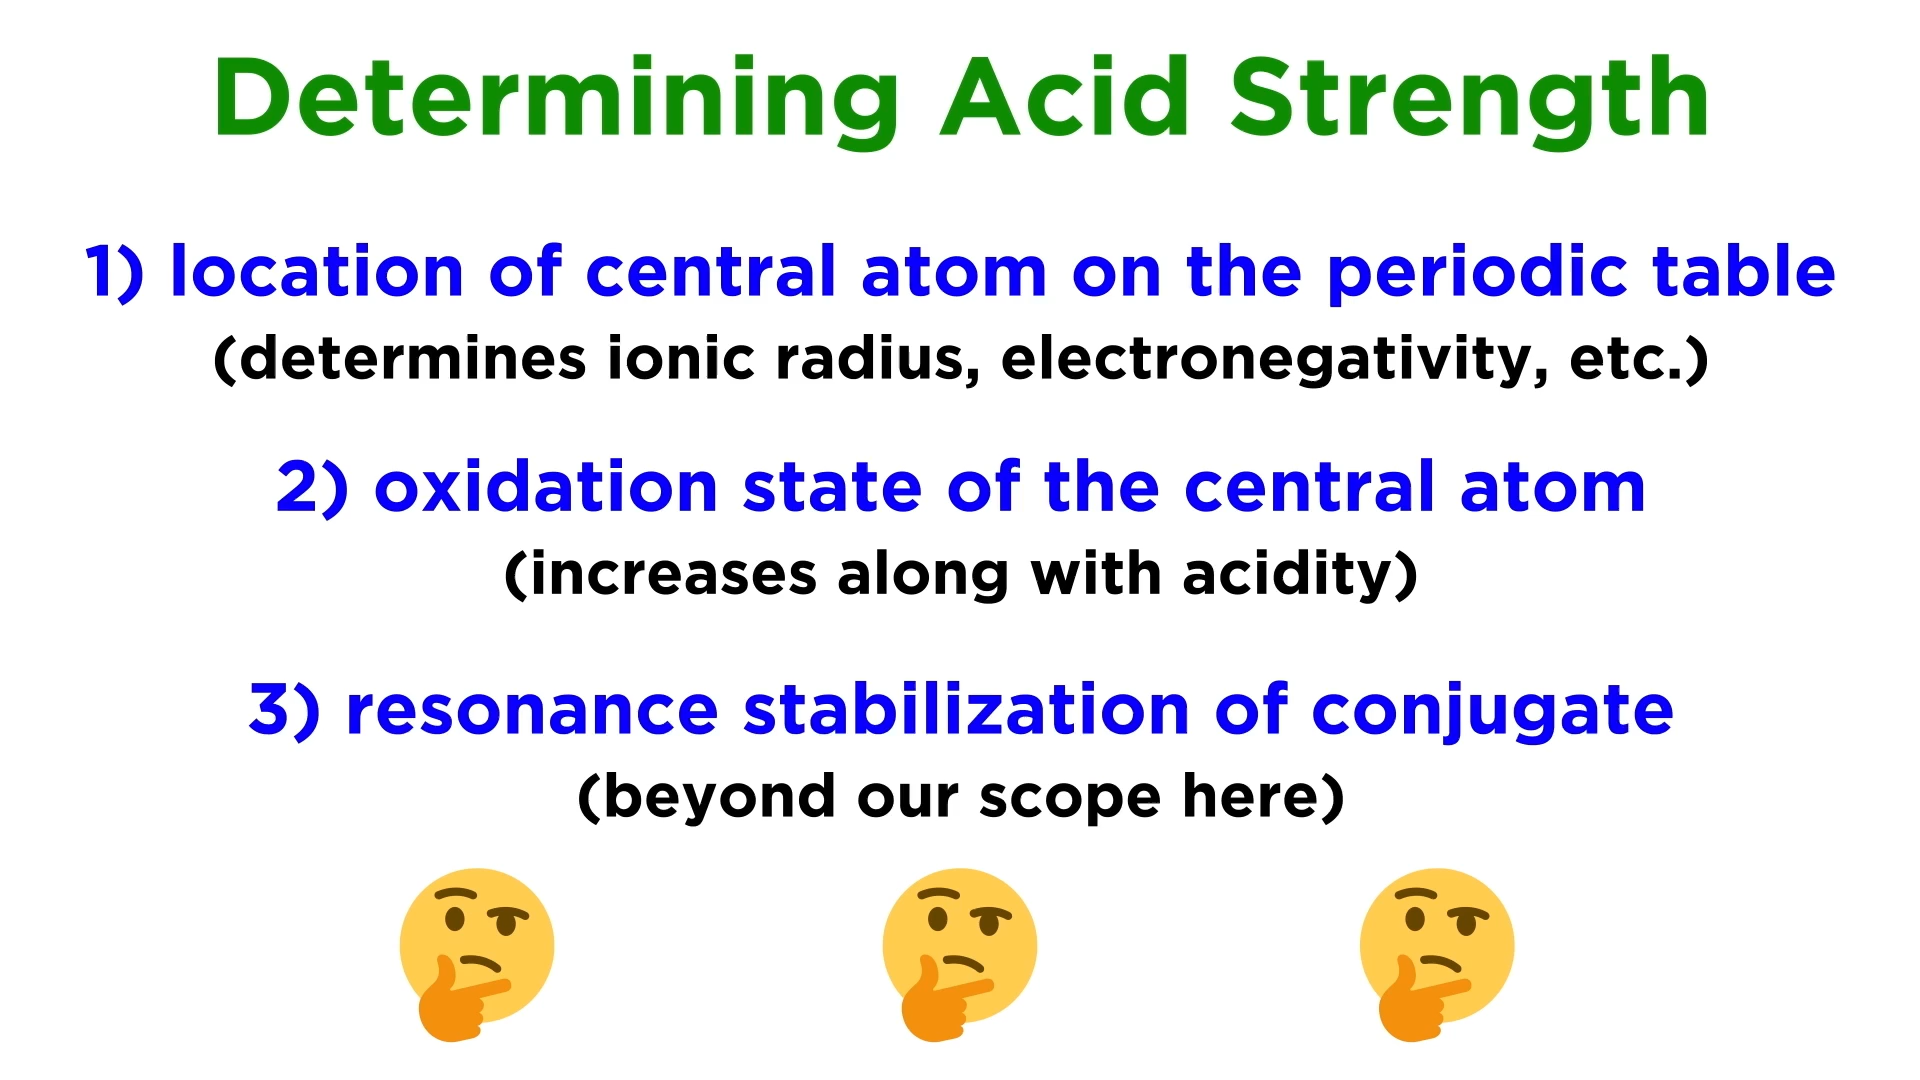 Determining Acid Strength
1) location of central atom on the periodic table
(determines ionic radius, electronegativity, etc.)
2) oxidation state of the central atom
(increases along with acidity)
3) resonance stabilization of conjugate
(beyond our scope here)